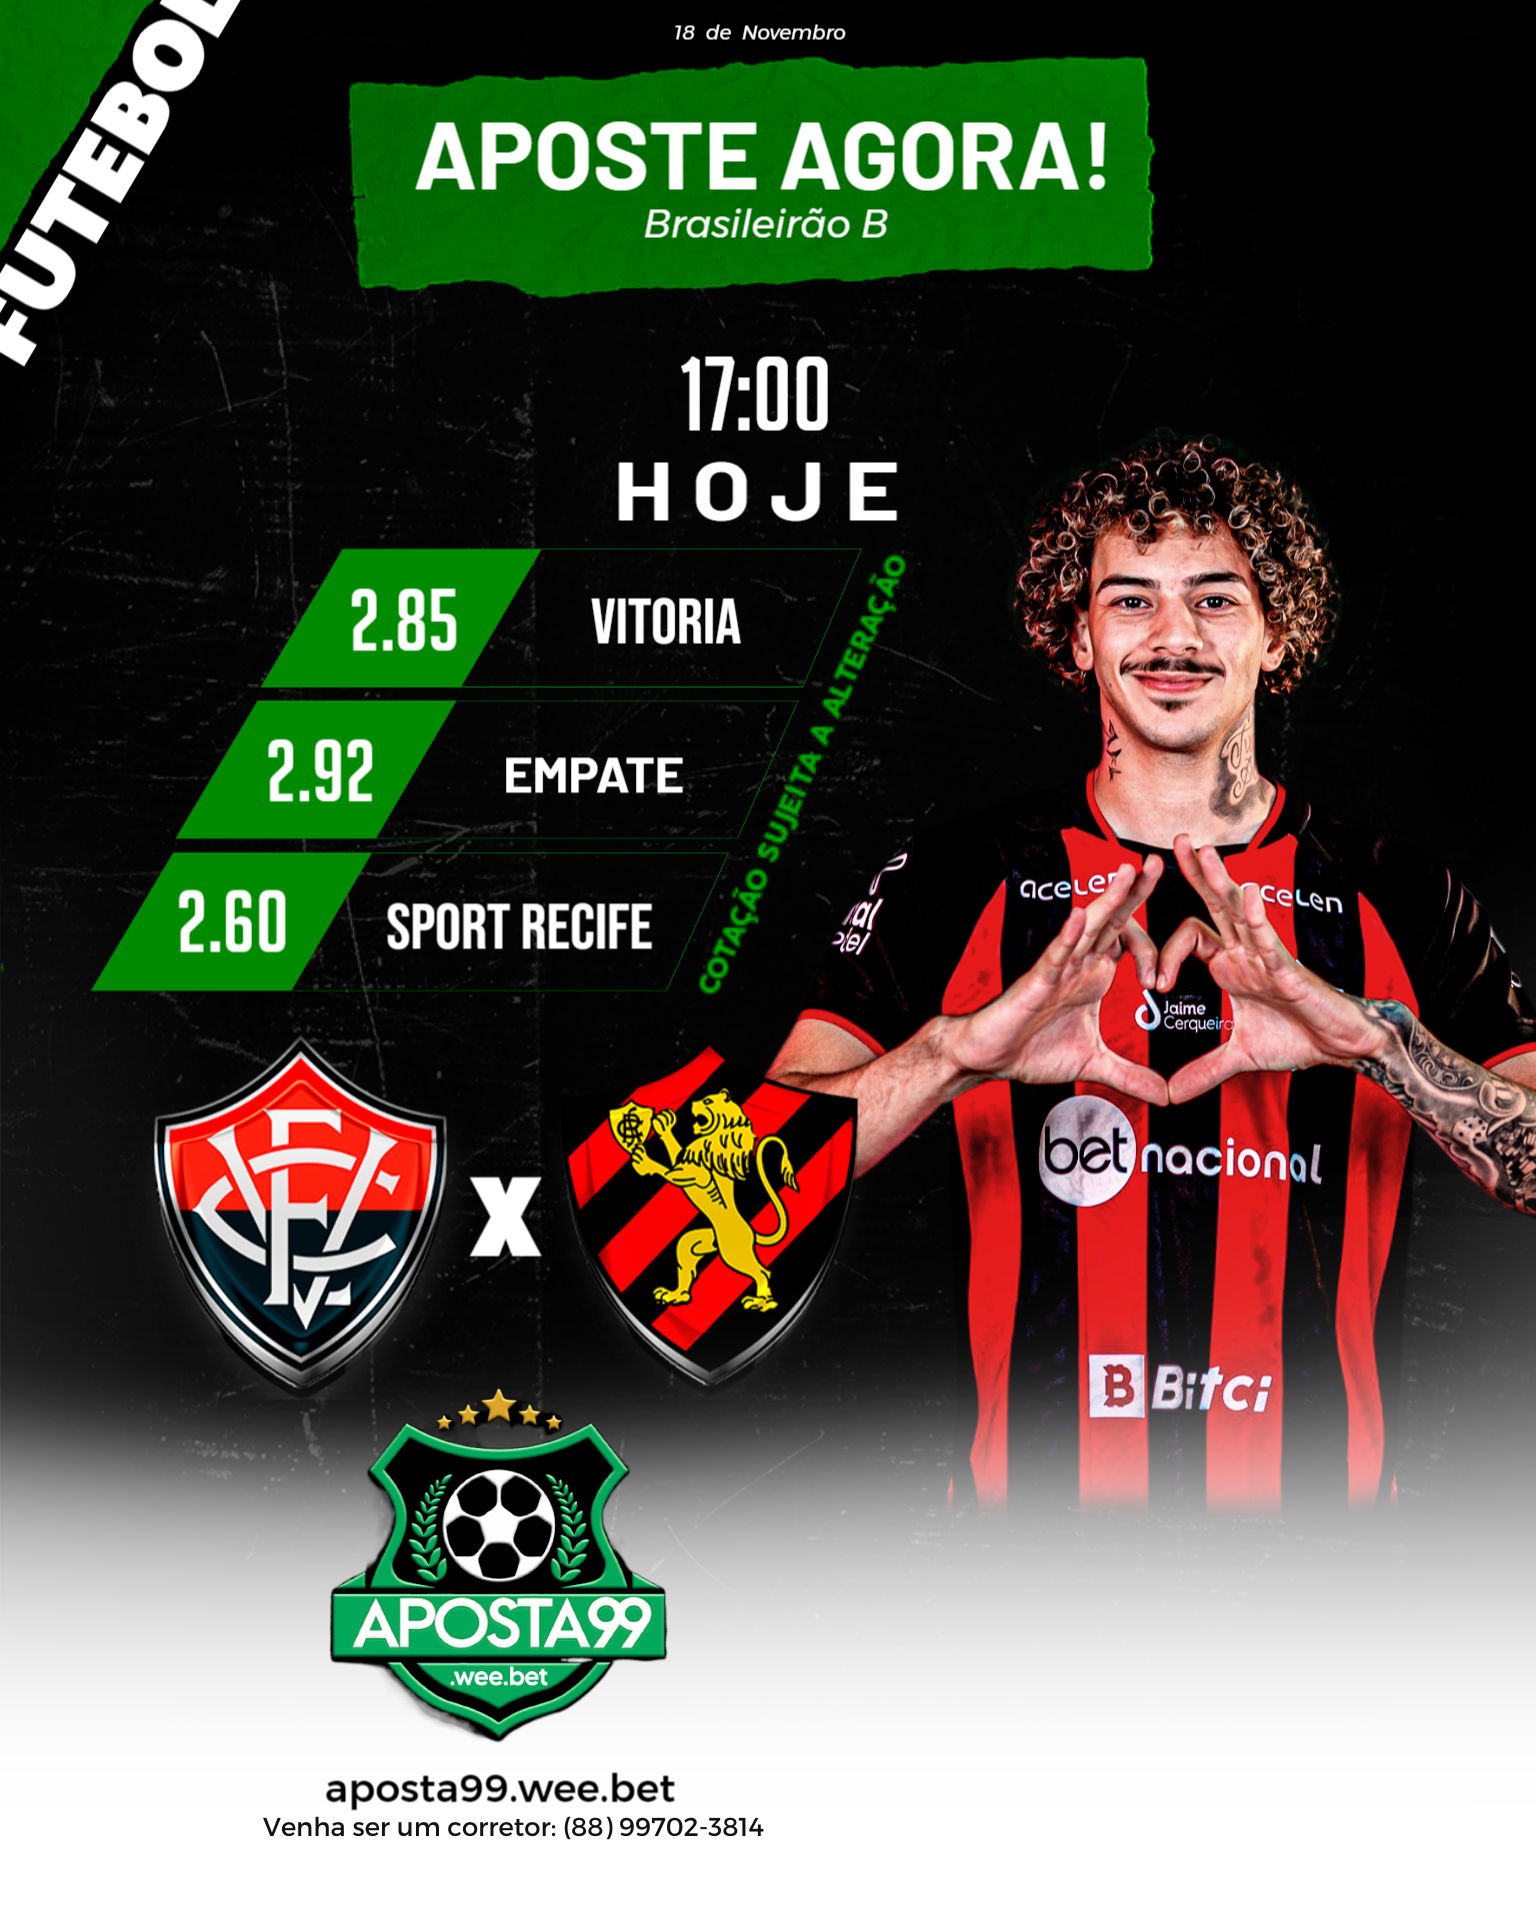 18 de Novembro
FUTEBOL
APOSTE AGORA!
Brasileirão B
17:00
HOJE
2.85 VITORIA
2.92 EMPATE
2.60 SPORT RECIFE
COTAÇÃO SUJEITA A ALTERAÇÃO
acelen
acelen
Jaime
Cerqueira
betnacional
B Bitci
X
APOSTA99
.wee.bet
aposta99.wee.bet
Venha ser um corretor: (88) 99702-3814